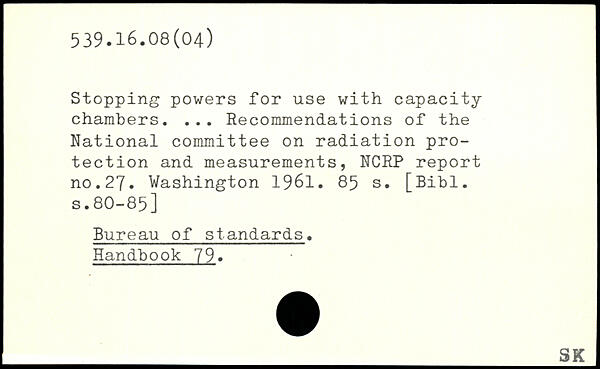 539.16.08(04)
Stopping powers for use with capacity
chambers. ... Recommendations of the
National committee on radiation pro-
tection and measurements, NCRP report
no.27. Washington 1961. 85 s. [Bibl.
s.80-85]
Bureau of standards.
Handbook 79.
SK